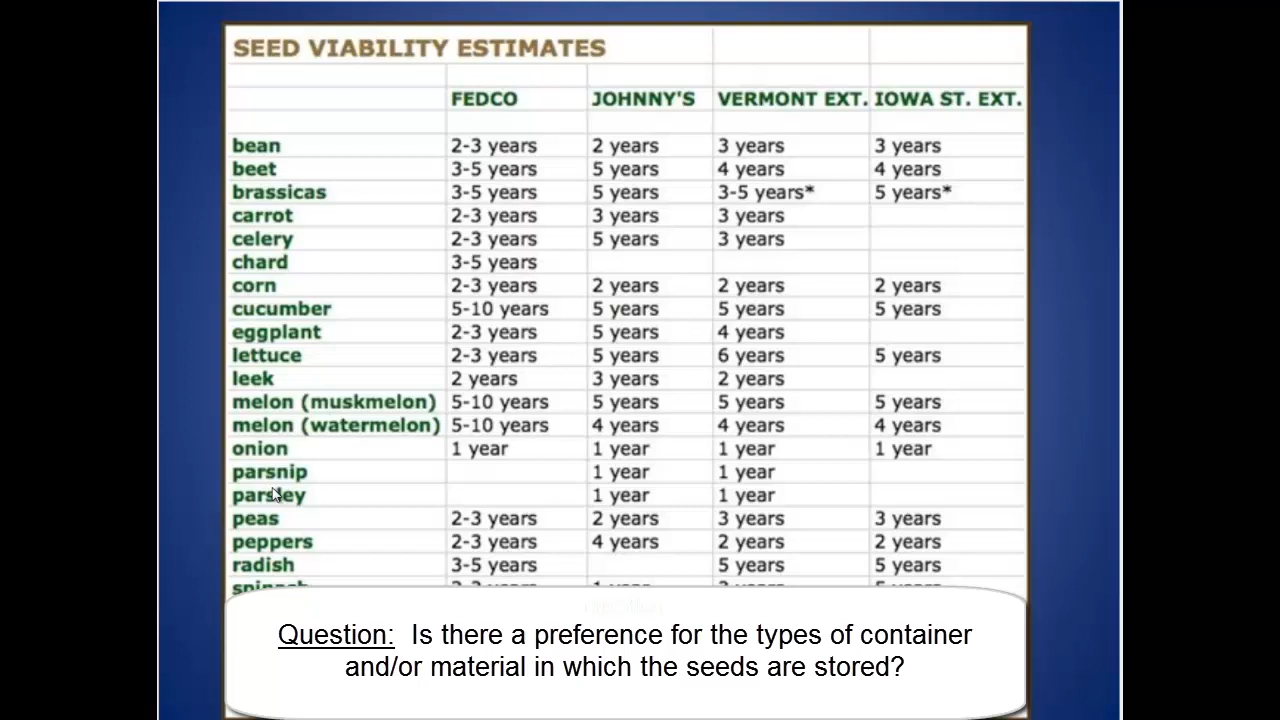 SEED VIABILITY ESTIMATES
FEDCO JOHNNY'S VERMONT EXT. IOWA ST. EXT.
bean 2-3 years 2 years 3 years 3 years
beet 3-5 years 5 years 4 years 4 years
brassicas 3-5 years 5 years 3-5 years* 5 years*
carrot 2-3 years 3 years 3 years
celery 2-3 years 5 years 3 years
chard 3-5 years
corn 2-3 years 2 years 2 years 2 years
cucumber 5-10 years 5 years 5 years 5 years
eggplant 2-3 years 5 years 4 years
lettuce 2-3 years 5 years 6 years 5 years
leek 2 years 3 years 2 years
melon (muskmelon) 5-10 years 5 years 5 years 5 years
melon (watermelon) 5-10 years 4 years 4 years 4 years
onion 1 year 1 year 1 year 1 year
parsnip 1 year 1 year
parsley 1 year 1 year
peas 2-3 years 2 years 3 years 3 years
peppers 2-3 years 4 years 2 years 2 years
radish 3-5 years 5 years 5 years
Question: Is there a preference for the types of container
and/or material in which the seeds are stored?